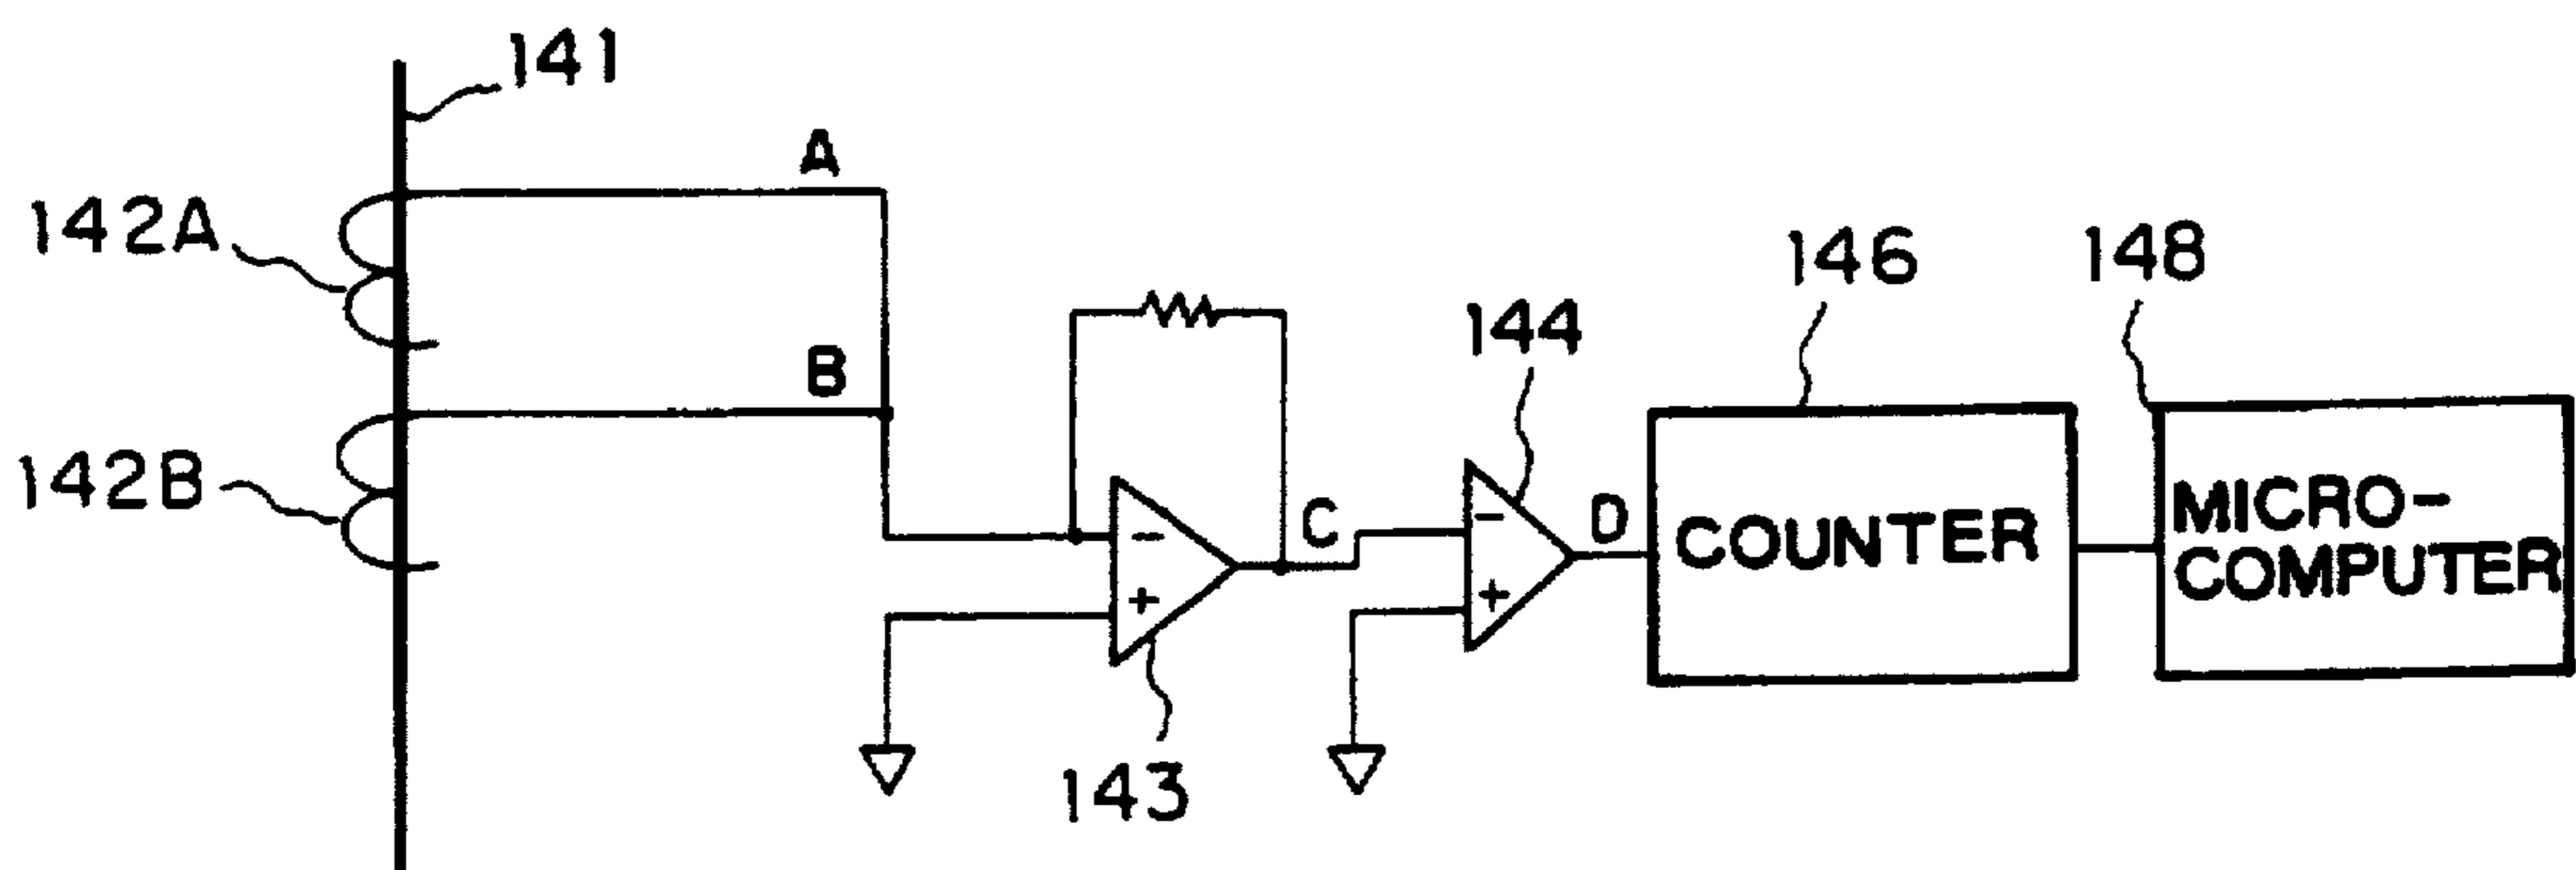 141
A
142A
B
142B
-
+
143
C
144
-
+
D
146
COUNTER
148
MICRO-
COMPUTER